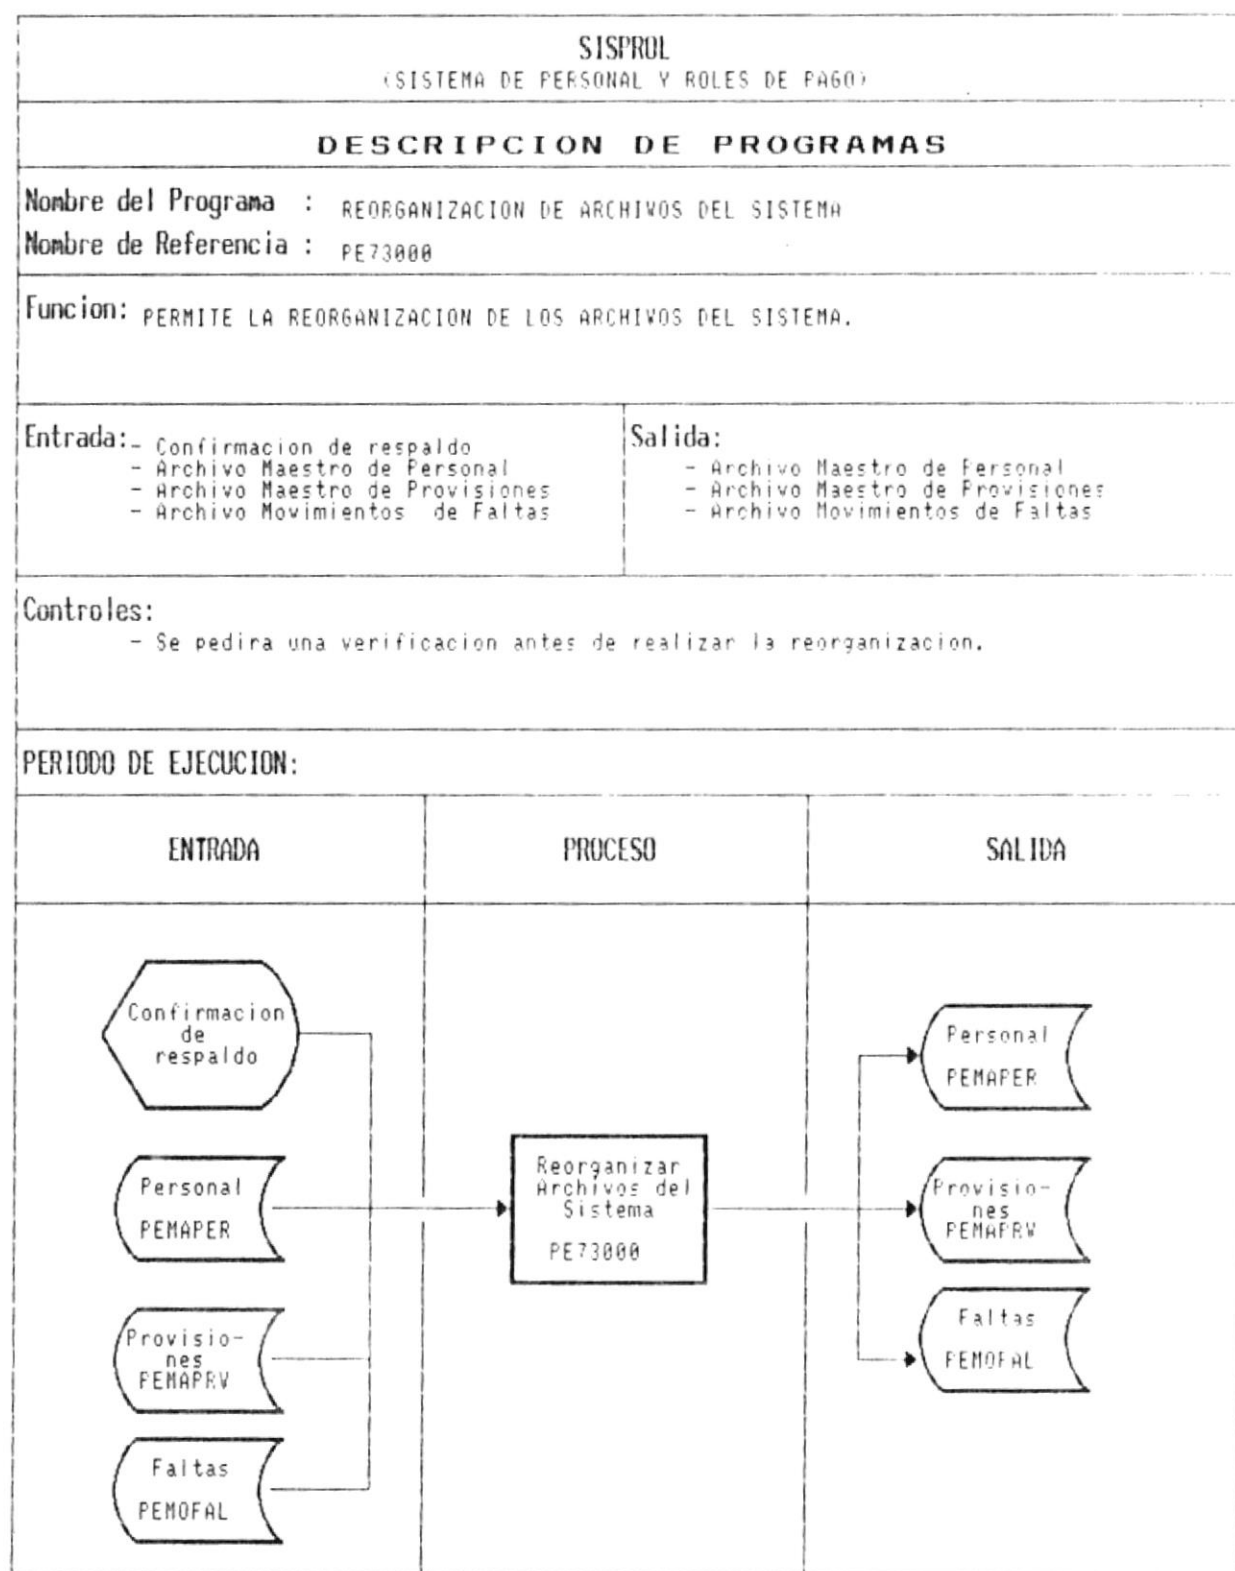 SISPROL
(SISTEMA DE PERSONAL Y ROLES DE PAGO)
DESCRIPCION DE PROGRAMAS
Nombre del Programa : REORGANIZACION DE ARCHIVOS DEL SISTEMA
Nombre de Referencia : PE73000
Funcion: PERMITE LA REORGANIZACION DE LOS ARCHIVOS DEL SISTEMA.
Entrada:- Confirmacion de respaldo
- Archivo Maestro de Personal
- Archivo Maestro de Provisiones
- Archivo Movimientos de Faltas
Salida:
- Archivo Maestro de Personal
- Archivo Maestro de Provisiones
- Archivo Movimientos de Faltas
Controles:
- Se pedira una verificacion antes de realizar la reorganizacion.
PERIODO DE EJECUCION:
ENTRADA
PROCESO
SALIDA
Confirmacion
de
respaldo
Personal
PEMAPER
Provisio-
nes
PEMAPRV
Faltas
PEMOFAL
Reorganizar
Archivos del
Sistema
PE73000
Personal
PEMAPER
Provisio-
nes
PEMAPRV
Faltas
PEMOFAL